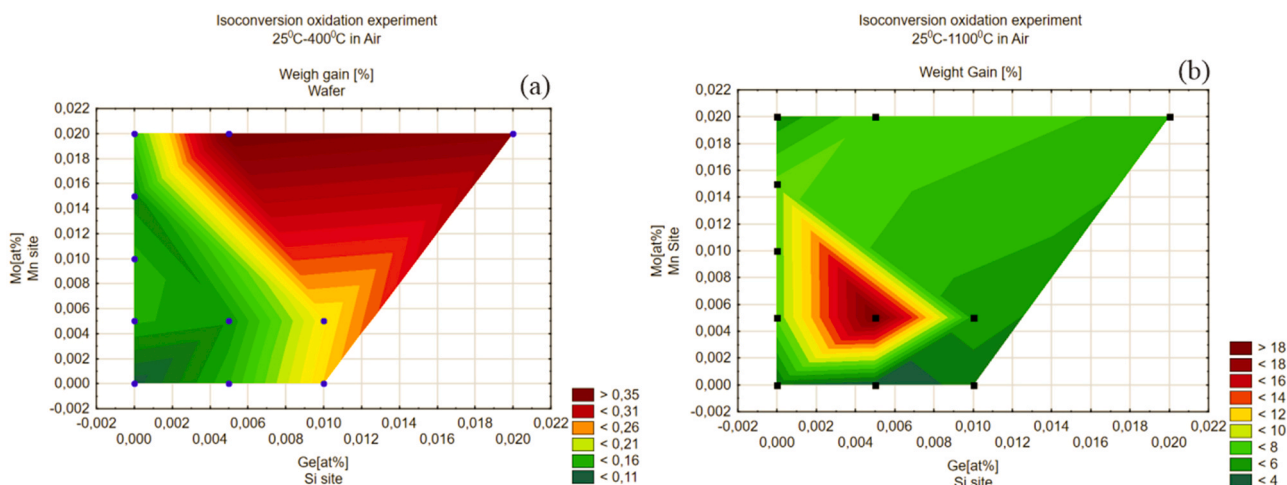 Isoconversion oxidation experiment
25⁰C-400⁰C in Air
Weigh gain [%]
Wafer
(a)
0,022
0,020
0,018
0,016
0,014
0,012
0,010
0,008
0,006
0,004
0,002
0,000
-0,002
Mo[at%]
Mn site
-0,002 0,002 0,006 0,010 0,014 0,018 0,022
0,000 0,004 0,008 0,012 0,016 0,020
Ge[at%]
Si site
> 0,35
< 0,31
< 0,26
< 0,21
< 0,16
< 0,11
Isoconversion oxidation experiment
25⁰C-1100⁰C in Air
Weight Gain [%]
(b)
0,022
0,020
0,018
0,016
0,014
0,012
0,010
0,008
0,006
0,004
0,002
0,000
-0,002
Mo[at%]
Mn Site
-0,002 0,002 0,006 0,010 0,014 0,018 0,022
0,000 0,004 0,008 0,012 0,016 0,020
Ge[at%]
Si site
> 18
< 18
< 16
< 14
< 12
< 10
< 8
< 6
< 4